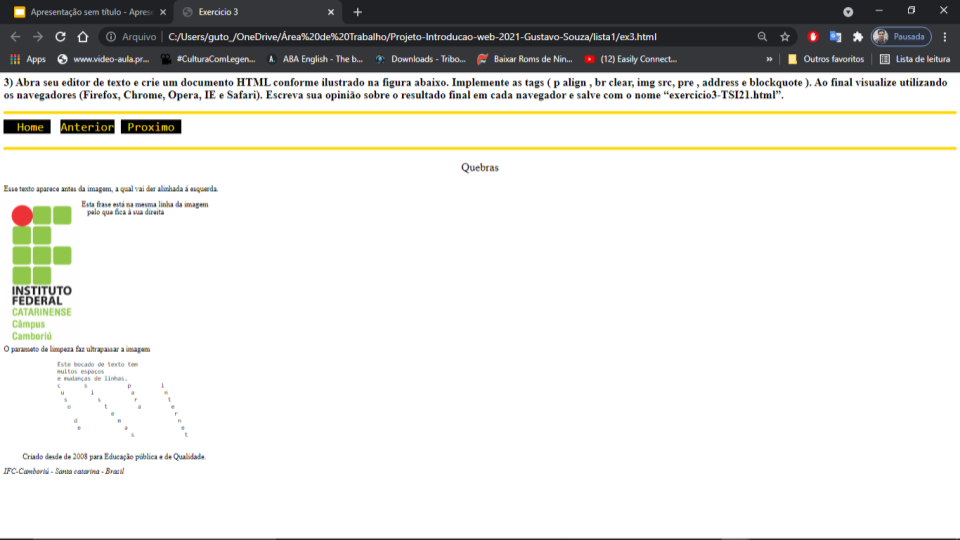 Apresentação sem título - Aprese
Exercicio 3
Arquivo | C:/Users/guto_/OneDrive/Área%20de%20Trabalho/Projeto-Introducao-web-2021-Gustavo-Souza/lista1/ex3.html
Pausada
Apps www.video-aula.pr... #CulturaComLegen... ABA English - The b... Downloads - Tribo... Baixar Roms de Nin... (12) Easily Connect... » Outros favoritos Lista de leitura
3) Abra seu editor de texto e crie um documento HTML conforme ilustrado na figura abaixo. Implemente as tags ( p align , br clear, img src, pre , address e blockquote ). Ao final visualize utilizando
os navegadores (Firefox, Chrome, Opera, IE e Safari). Escreva sua opinião sobre o resultado final em cada navegador e salve com o nome “exercicio3-TSI21.html”.
Home Anterior Proximo
Quebras
Esse texto aparece antes da imagem, a qual vai der alinhada á esquerda.
Esta frase está na mesma linha da imagem
pelo que fica à sua direita
INSTITUTO
FEDERAL
CATARINENSE
Câmpus
Camboriú
O parameto de limpeza faz ultrapassar a imagem
Este bocado de texto tem
muitos espaços
e mudanças de linhas.
c s p i
u i a n
s s r t
o t a e
e r
d m n
e a e
s t
Criado desde de 2008 para Educação pública e de Qualidade.
IFC-Camboriú - Santa catarina - Brasil